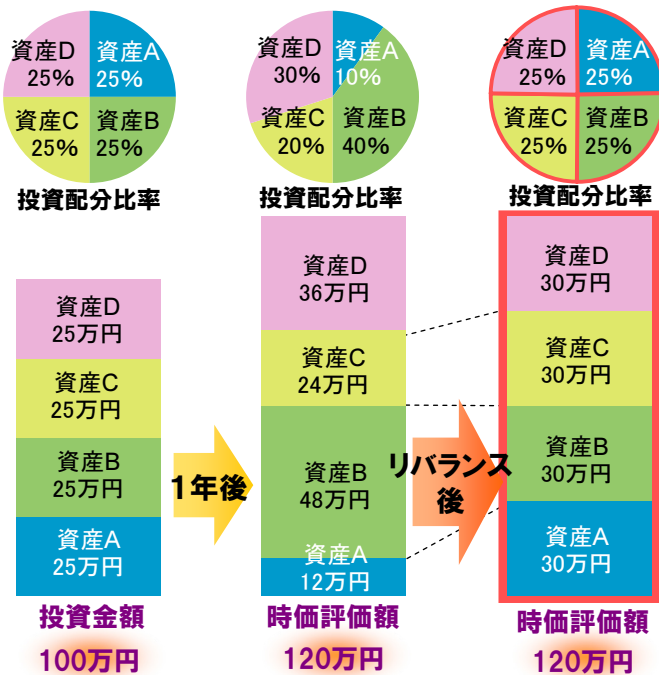 資産D
25%
資産A
25%
資産C
25%
資産B
25%
投資配分比率
資産D
30%
資産A
10%
資産C
20%
資産B
40%
投資配分比率
資産D
25%
資産A
25%
資産C
25%
資産B
25%
投資配分比率
資産D
25万円
資産C
25万円
資産B
25万円
資産A
25万円
投資金額
100万円
1年後
資産D
36万円
資産C
24万円
資産B
48万円
資産A
12万円
時価評価額
120万円
リバランス
後
資産D
30万円
資産C
30万円
資産B
30万円
資産A
30万円
時価評価額
120万円